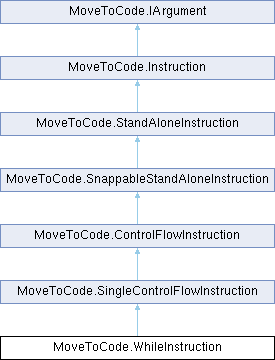 MoveToCode.IArgument
MoveToCode.Instruction
MoveToCode.StandAloneInstruction
MoveToCode.SnappableStandAloneInstruction
MoveToCode.ControlFlowInstruction
MoveToCode.SingleControlFlowInstruction
MoveToCode.WhileInstruction